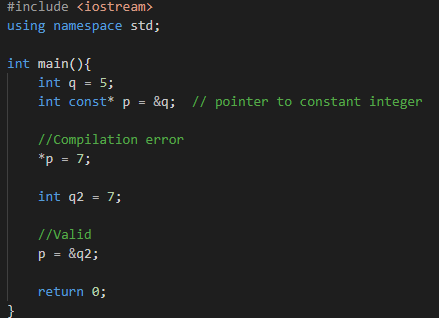 #include <iostream>
using namespace std;
int main(){
int q = 5;
int const* p = &q;  // pointer to constant integer
//Compilation error
*p = 7;
int q2 = 7;
//Valid
p = &q2;
return 0;
}